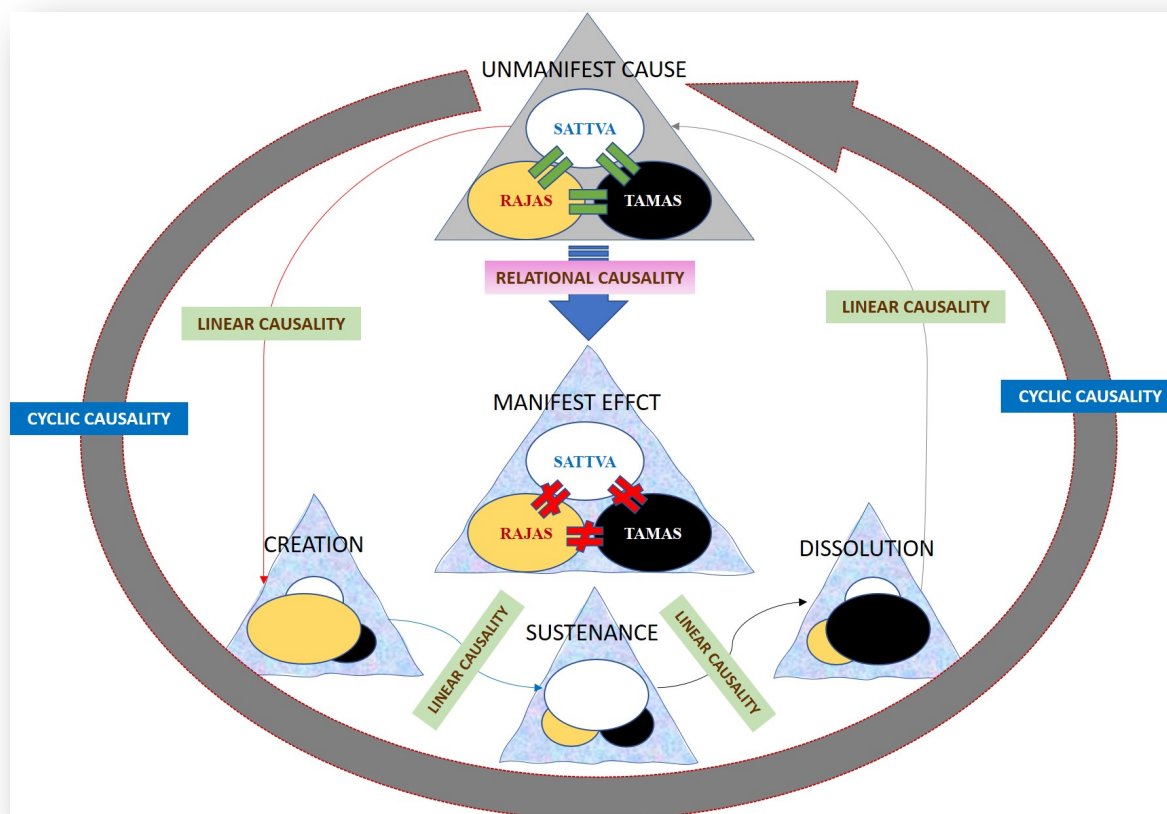 UNMANIFEST CAUSE
SATTVA
RAJAS
TAMAS
RELATIONAL CAUSALITY
LINEAR CAUSALITY
LINEAR CAUSALITY
CYCLIC CAUSALITY
MANIFEST EFFCT
CYCLIC CAUSALITY
SATTVA
RAJAS
TAMAS
CREATION
DISSOLUTION
LINEAR CAUSALITY
SUSTENANCE
LINEAR CAUSALITY